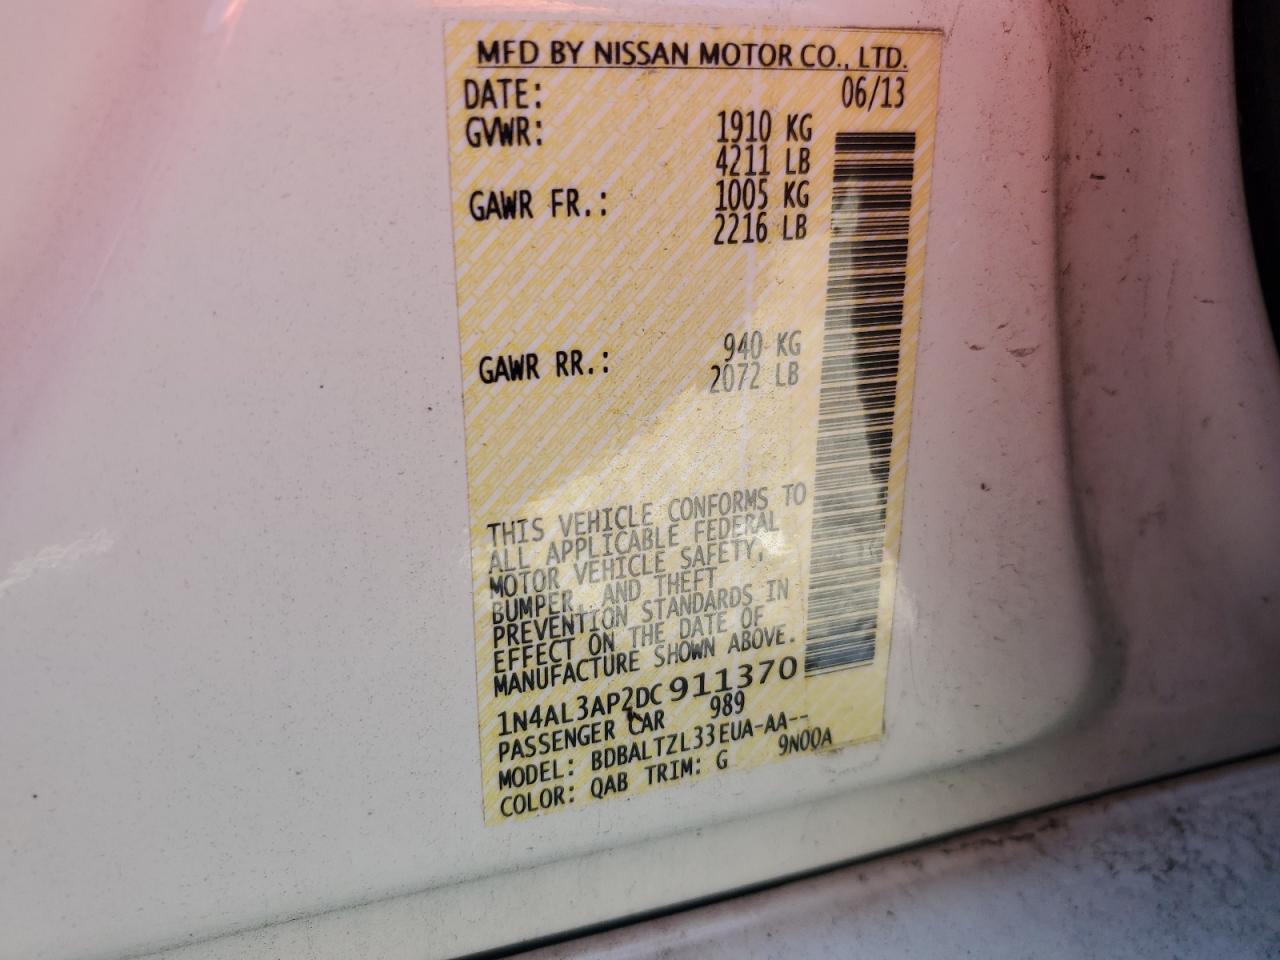 MFD BY NISSAN MOTOR CO., LTD.
DATE: 06/13
GVWR: 1910 KG
4211 LB
GAWR FR.: 1005 KG
2216 LB
GAWR RR.: 940 KG
2072 LB
THIS VEHICLE CONFORMS TO
ALL APPLICABLE FEDERAL
MOTOR VEHICLE SAFETY,
BUMPER, AND THEFT
PREVENTION STANDARDS IN
EFFECT ON THE DATE OF
MANUFACTURE SHOWN ABOVE.
1N4AL3AP2DC911370
PASSENGER CAR 989
MODEL: BDBALTZL33EUA-AA--
COLOR: QAB TRIM: G 9N00A